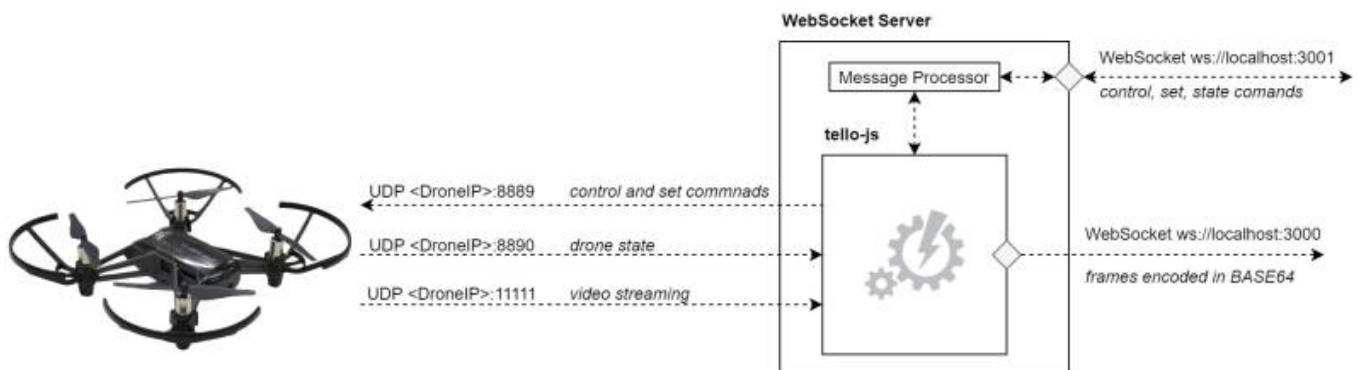 WebSocket Server
WebSocket ws://localhost:3001
Message Processor
control, set, state comands
tello-js
UDP <DroneIP>:8889 control and set commnads
UDP <DroneIP>:8890 drone state
WebSocket ws://localhost:3000
frames encoded in BASE64
UDP <DroneIP>:11111 video streaming